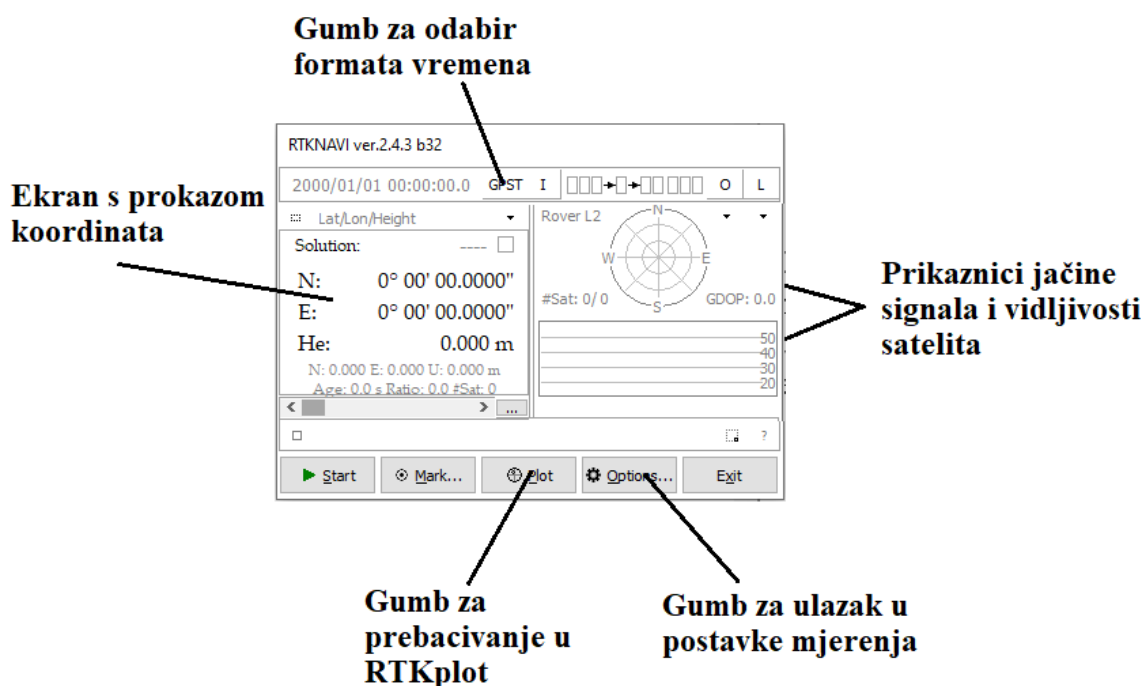 Gumb za odabir
formata vremena
RTKNAVI ver.2.4.3 b32
2000/01/01 00:00:00.0 GPST I O L
Ekran s prokazom
koordinata
Lat/Lon/Height
Solution: ----
N: 0° 00' 00.0000"
E: 0° 00' 00.0000"
He: 0.000 m
N: 0.000 E: 0.000 U: 0.000 m
Age: 0.0 s Ratio: 0.0 #Sat: 0
...
Rover L2
N
W E
S
#Sat: 0/0 GDOP: 0.0
50
40
30
20
Prikaznici jačine
signala i vidljivosti
satelita
?
Start Mark... Plot Options... Exit
Gumb za
prebacivanje u
RTKplot
Gumb za ulazak u
postavke mjerenja